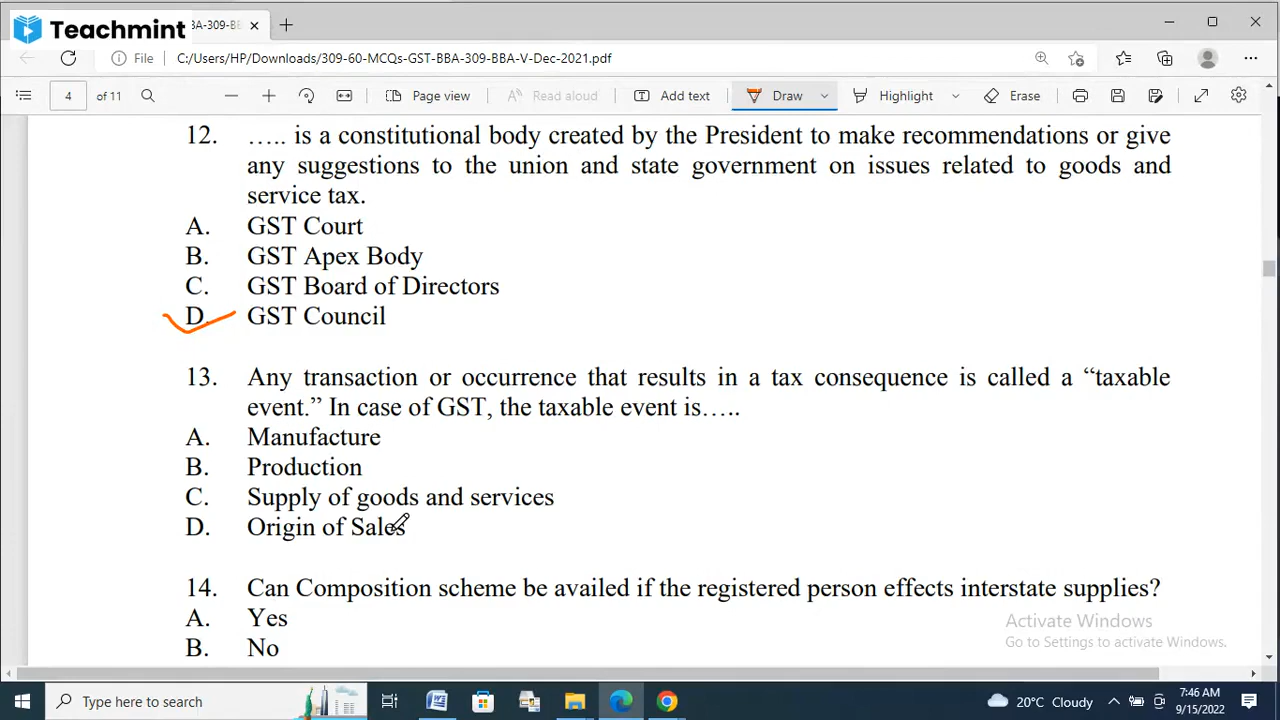 Teachmint
BA-309-BB
File C:/Users/HP/Downloads/309-60-MCQs-GST-BBA-309-BBA-V-Dec-2021.pdf
4 of 11 Page view Read aloud Add text Draw Highlight Erase
12. ….. is a constitutional body created by the President to make recommendations or give
any suggestions to the union and state government on issues related to goods and
service tax.
A. GST Court
B. GST Apex Body
C. GST Board of Directors
D. GST Council
13. Any transaction or occurrence that results in a tax consequence is called a “taxable
event.” In case of GST, the taxable event is…..
A. Manufacture
B. Production
C. Supply of goods and services
D. Origin of Sales
14. Can Composition scheme be availed if the registered person effects interstate supplies?
A. Yes
B. No
Activate Windows
Go to Settings to activate Windows.
Type here to search
20°C Cloudy
7:46 AM
9/15/2022